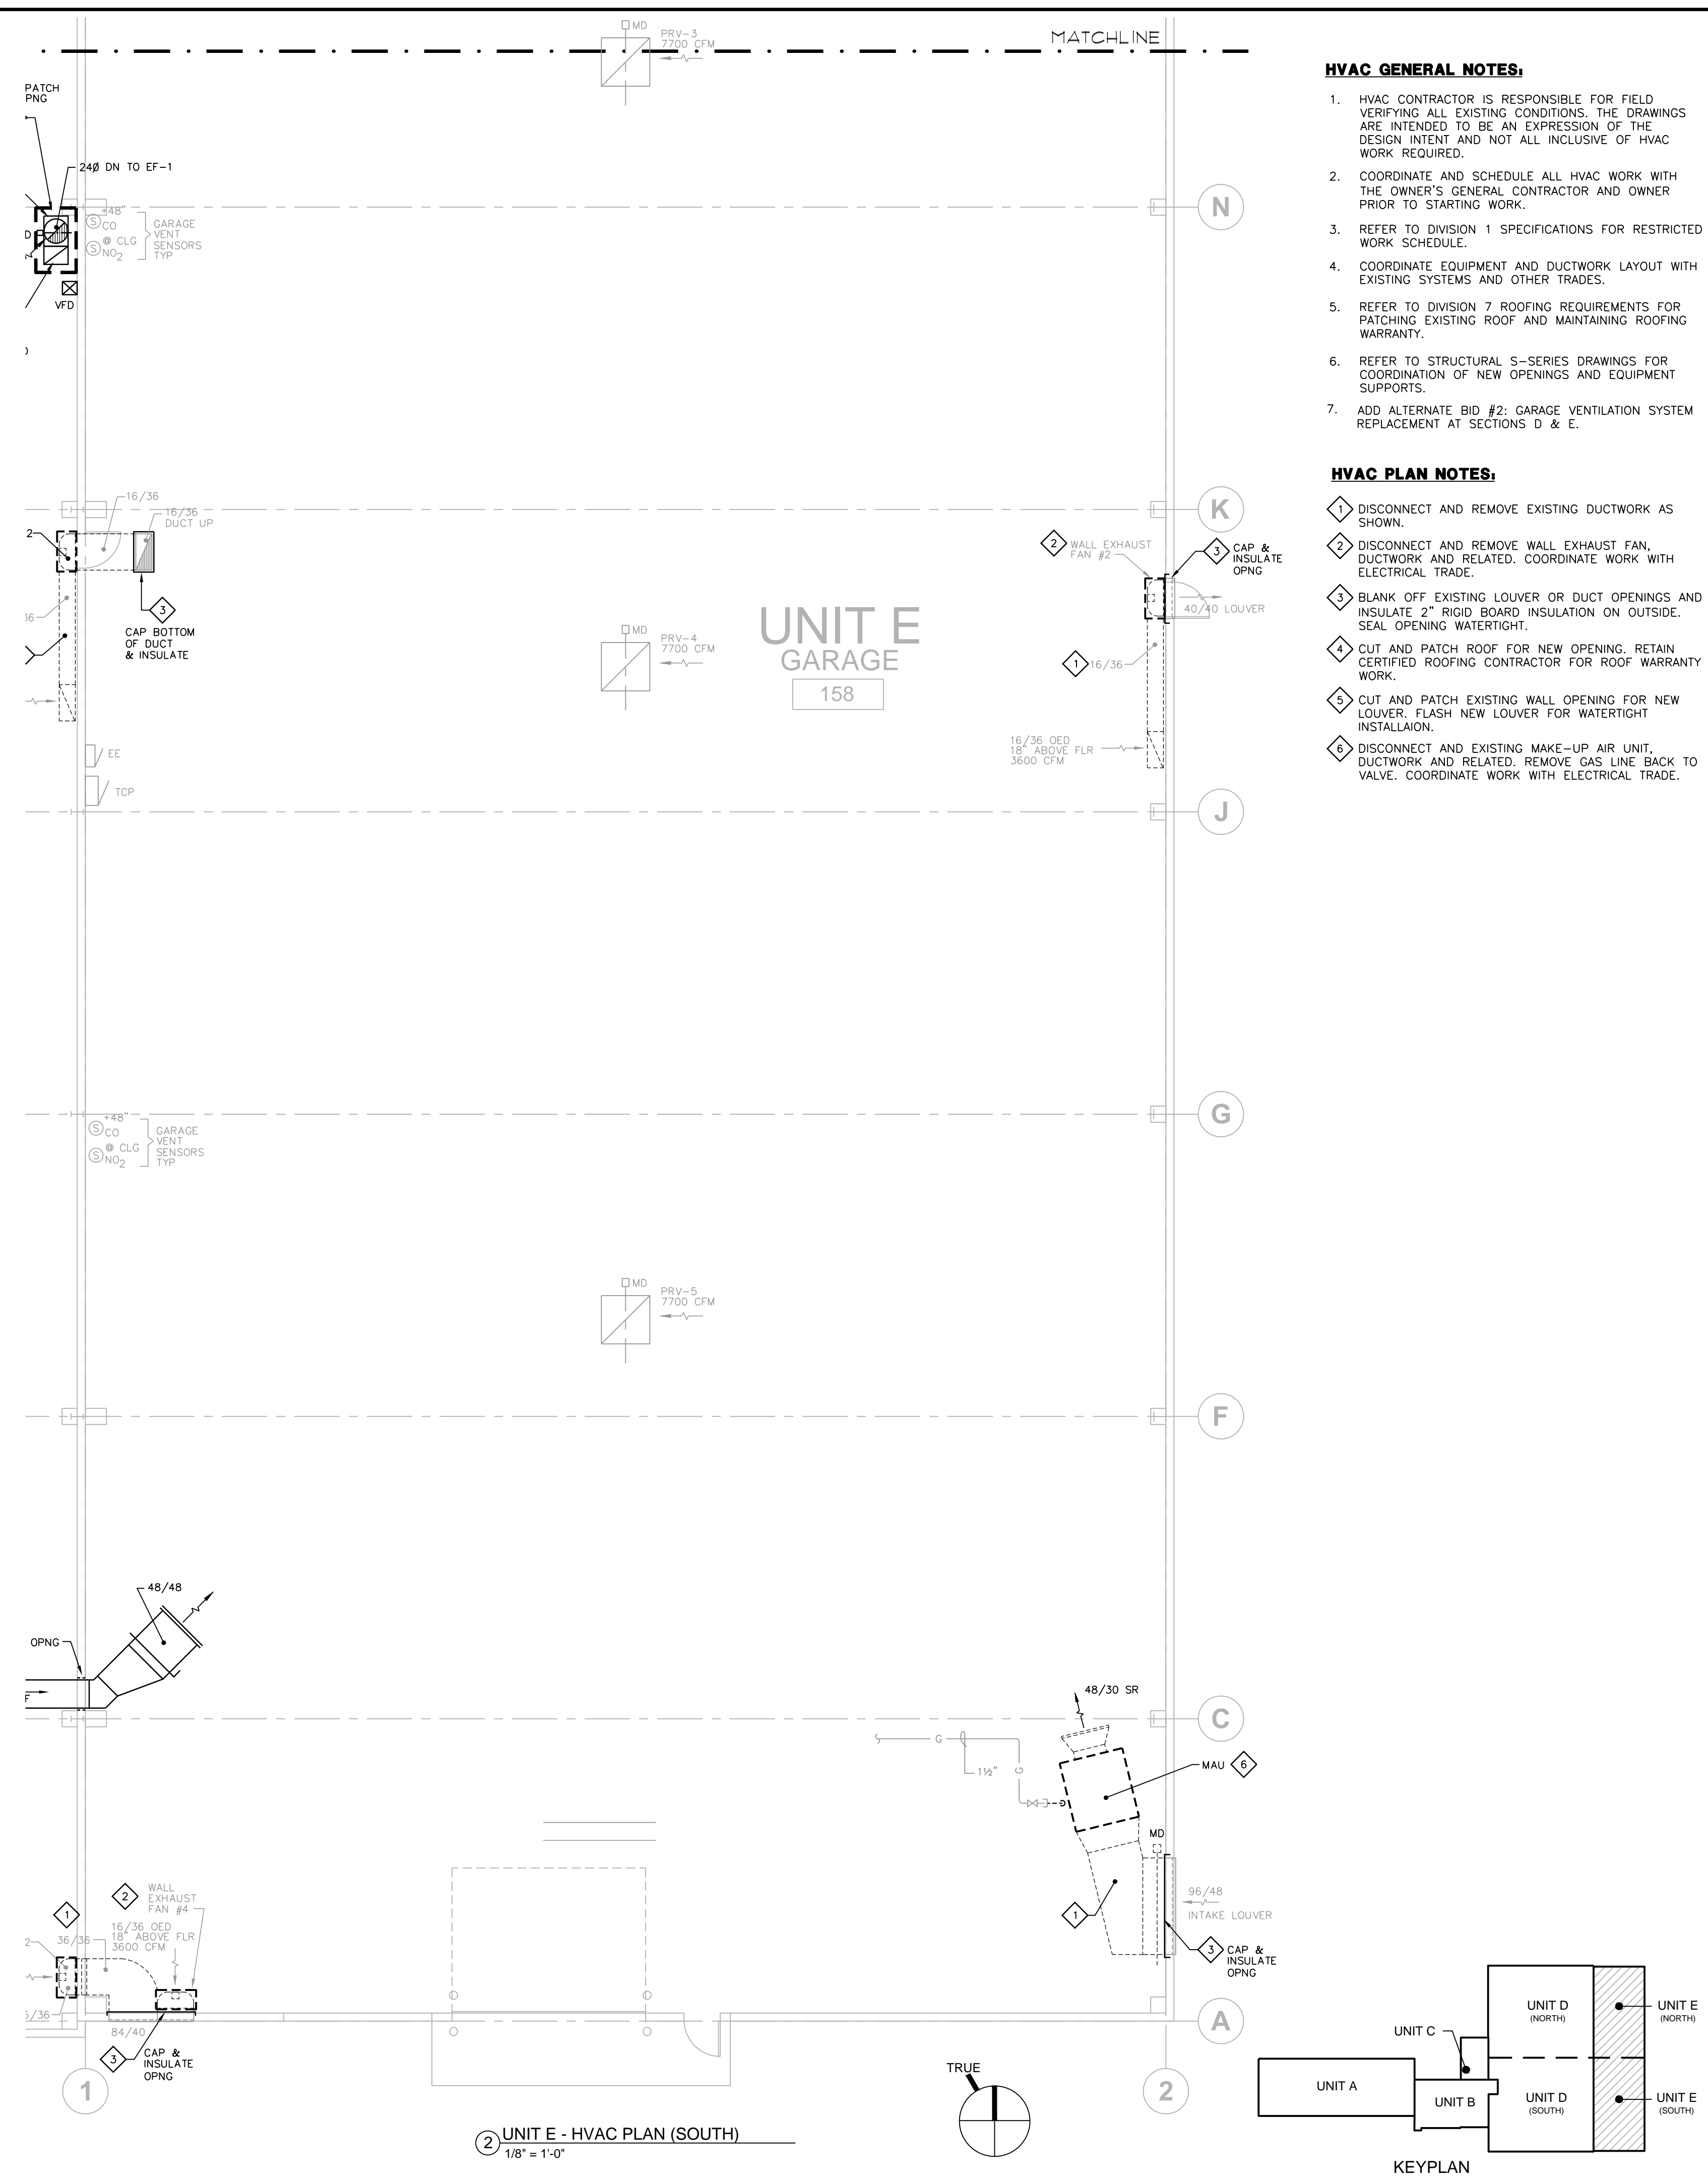 MATCHLINE
MD
PRV-3
7700 CFM
PATCH
PNG
24Ø DN TO EF-1
+48"
S CO
@ CLG
S NO2
GARAGE
VENT
SENSORS
TYP
N
VFD
16/36
16/36
DUCT UP
K
2
3
CAP BOTTOM
OF DUCT
& INSULATE
MD
PRV-4
7700 CFM
UNIT E
GARAGE
158
2 WALL EXHAUST
FAN #2
3 CAP &
INSULATE
OPNG
40/40 LOUVER
1 16/36
16/36 OED
18" ABOVE FLR
3600 CFM
EE
TCP
J
+48"
S CO
@ CLG
S NO2
GARAGE
VENT
SENSORS
TYP
G
MD
PRV-5
7700 CFM
F
48/48
OPNG
F
C
48/30 SR
G
1½"
G
MAU 6
MD
96/48
INTAKE LOUVER
1
3 CAP &
INSULATE
OPNG
2 WALL
EXHAUST
FAN #4
1
16/36 OED
18" ABOVE FLR
3600 CFM
36/36
84/40
3 CAP &
INSULATE
OPNG
A
1
2
TRUE
2 UNIT E - HVAC PLAN (SOUTH)
1/8" = 1'-0"
HVAC GENERAL NOTES:
1. HVAC CONTRACTOR IS RESPONSIBLE FOR FIELD
VERIFYING ALL EXISTING CONDITIONS. THE DRAWINGS
ARE INTENDED TO BE AN EXPRESSION OF THE
DESIGN INTENT AND NOT ALL INCLUSIVE OF HVAC
WORK REQUIRED.
2. COORDINATE AND SCHEDULE ALL HVAC WORK WITH
THE OWNER'S GENERAL CONTRACTOR AND OWNER
PRIOR TO STARTING WORK.
3. REFER TO DIVISION 1 SPECIFICATIONS FOR RESTRICTED
WORK SCHEDULE.
4. COORDINATE EQUIPMENT AND DUCTWORK LAYOUT WITH
EXISTING SYSTEMS AND OTHER TRADES.
5. REFER TO DIVISION 7 ROOFING REQUIREMENTS FOR
PATCHING EXISTING ROOF AND MAINTAINING ROOFING
WARRANTY.
6. REFER TO STRUCTURAL S-SERIES DRAWINGS FOR
COORDINATION OF NEW OPENINGS AND EQUIPMENT
SUPPORTS.
7. ADD ALTERNATE BID #2: GARAGE VENTILATION SYSTEM
REPLACEMENT AT SECTIONS D & E.
HVAC PLAN NOTES:
1 DISCONNECT AND REMOVE EXISTING DUCTWORK AS
SHOWN.
2 DISCONNECT AND REMOVE WALL EXHAUST FAN,
DUCTWORK AND RELATED. COORDINATE WORK WITH
ELECTRICAL TRADE.
3 BLANK OFF EXISTING LOUVER OR DUCT OPENINGS AND
INSULATE 2" RIGID BOARD INSULATION ON OUTSIDE.
SEAL OPENING WATERTIGHT.
4 CUT AND PATCH ROOF FOR NEW OPENING. RETAIN
CERTIFIED ROOFING CONTRACTOR FOR ROOF WARRANTY
WORK.
5 CUT AND PATCH EXISTING WALL OPENING FOR NEW
LOUVER. FLASH NEW LOUVER FOR WATERTIGHT
INSTALLAION.
6 DISCONNECT AND EXISTING MAKE-UP AIR UNIT,
DUCTWORK AND RELATED. REMOVE GAS LINE BACK TO
VALVE. COORDINATE WORK WITH ELECTRICAL TRADE.
UNIT A
UNIT B
UNIT C
UNIT D
(NORTH)
UNIT D
(SOUTH)
UNIT E
(NORTH)
UNIT E
(SOUTH)
KEYPLAN